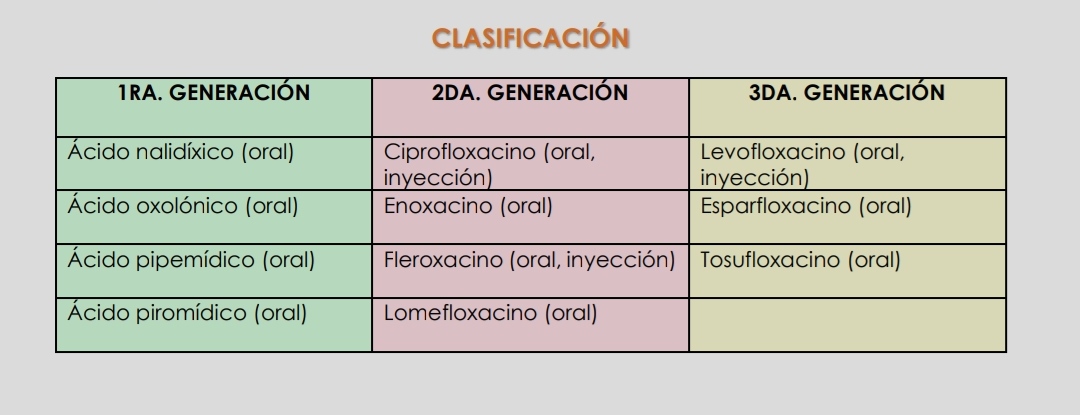 CLASIFICACIÓN
1RA. GENERACIÓN
2DA. GENERACIÓN
3DA. GENERACIÓN
Ácido nalidíxico (oral)
Ciprofloxacino (oral,
inyección)
Levofloxacino (oral,
inyección)
Ácido oxolónico (oral)
Enoxacino (oral)
Esparfloxacino (oral)
Ácido pipemídico (oral)
Fleroxacino (oral, inyección)
Tosufloxacino (oral)
Ácido piromídico (oral)
Lomefloxacino (oral)